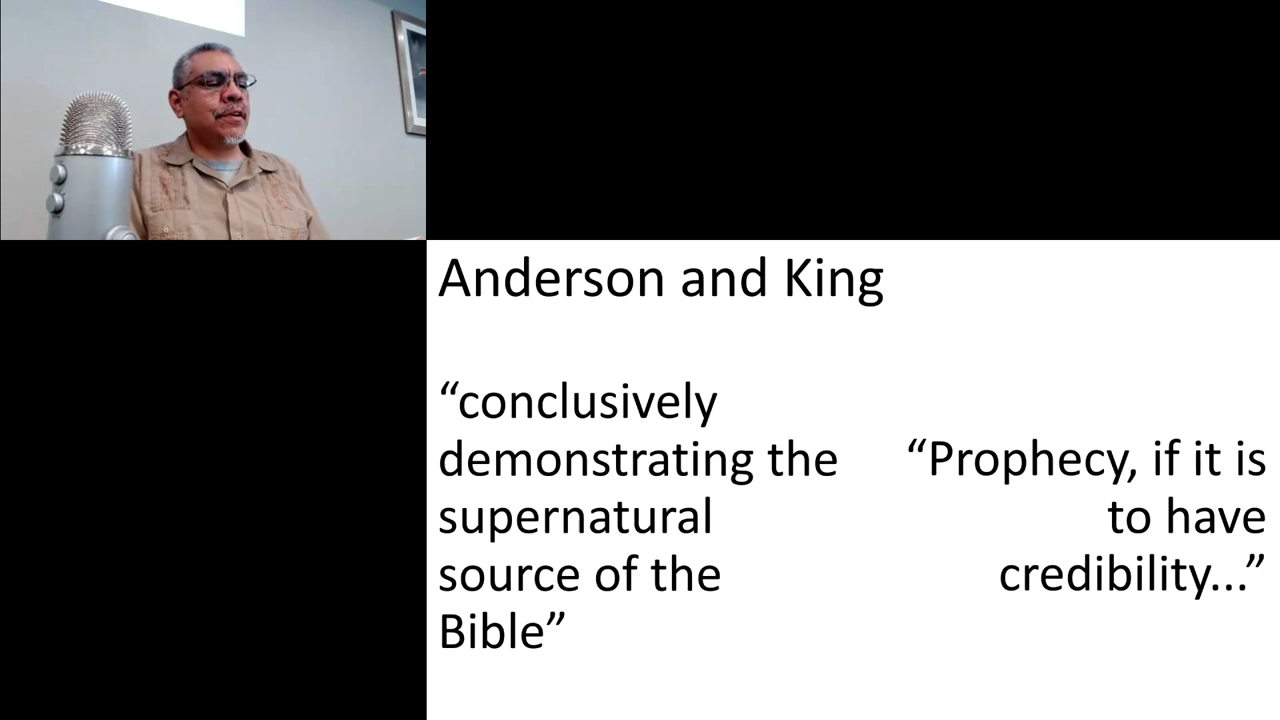 Anderson and King
“conclusively
demonstrating the
supernatural
source of the
Bible”
“Prophecy, if it is
to have
credibility...”